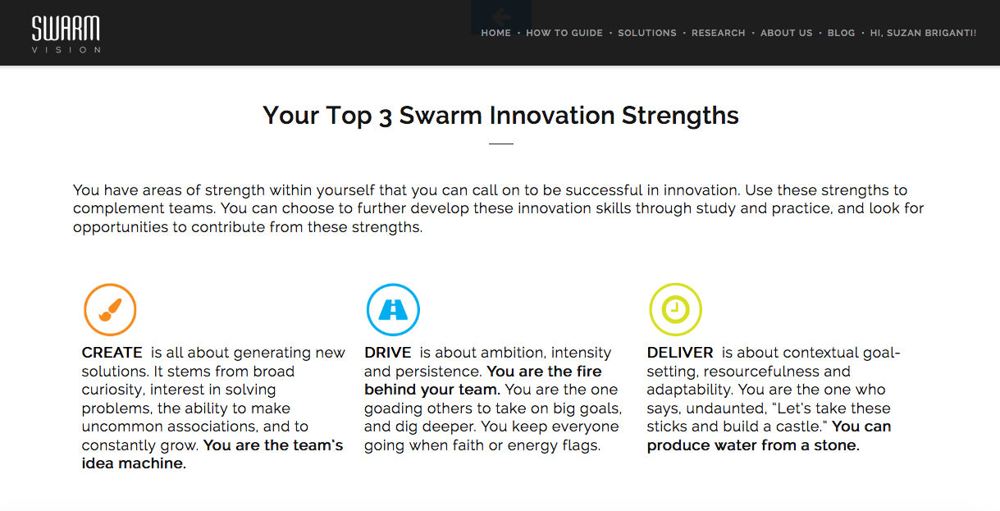 SWARM
VISION
HOME • HOW TO GUIDE • SOLUTIONS • RESEARCH • ABOUT US • BLOG • HI, SUZAN BRIGANTI!
Your Top 3 Swarm Innovation Strengths
You have areas of strength within yourself that you can call on to be successful in innovation. Use these strengths to
complement teams. You can choose to further develop these innovation skills through study and practice, and look for
opportunities to contribute from these strengths.
CREATE is all about generating new
solutions. It stems from broad
curiosity, interest in solving
problems, the ability to make
uncommon associations, and to
constantly grow. You are the team's
idea machine.
DRIVE is about ambition, intensity
and persistence. You are the fire
behind your team. You are the one
goading others to take on big goals,
and dig deeper. You keep everyone
going when faith or energy flags.
DELIVER is about contextual goal-
setting, resourcefulness and
adaptability. You are the one who
says, undaunted, "Let's take these
sticks and build a castle." You can
produce water from a stone.